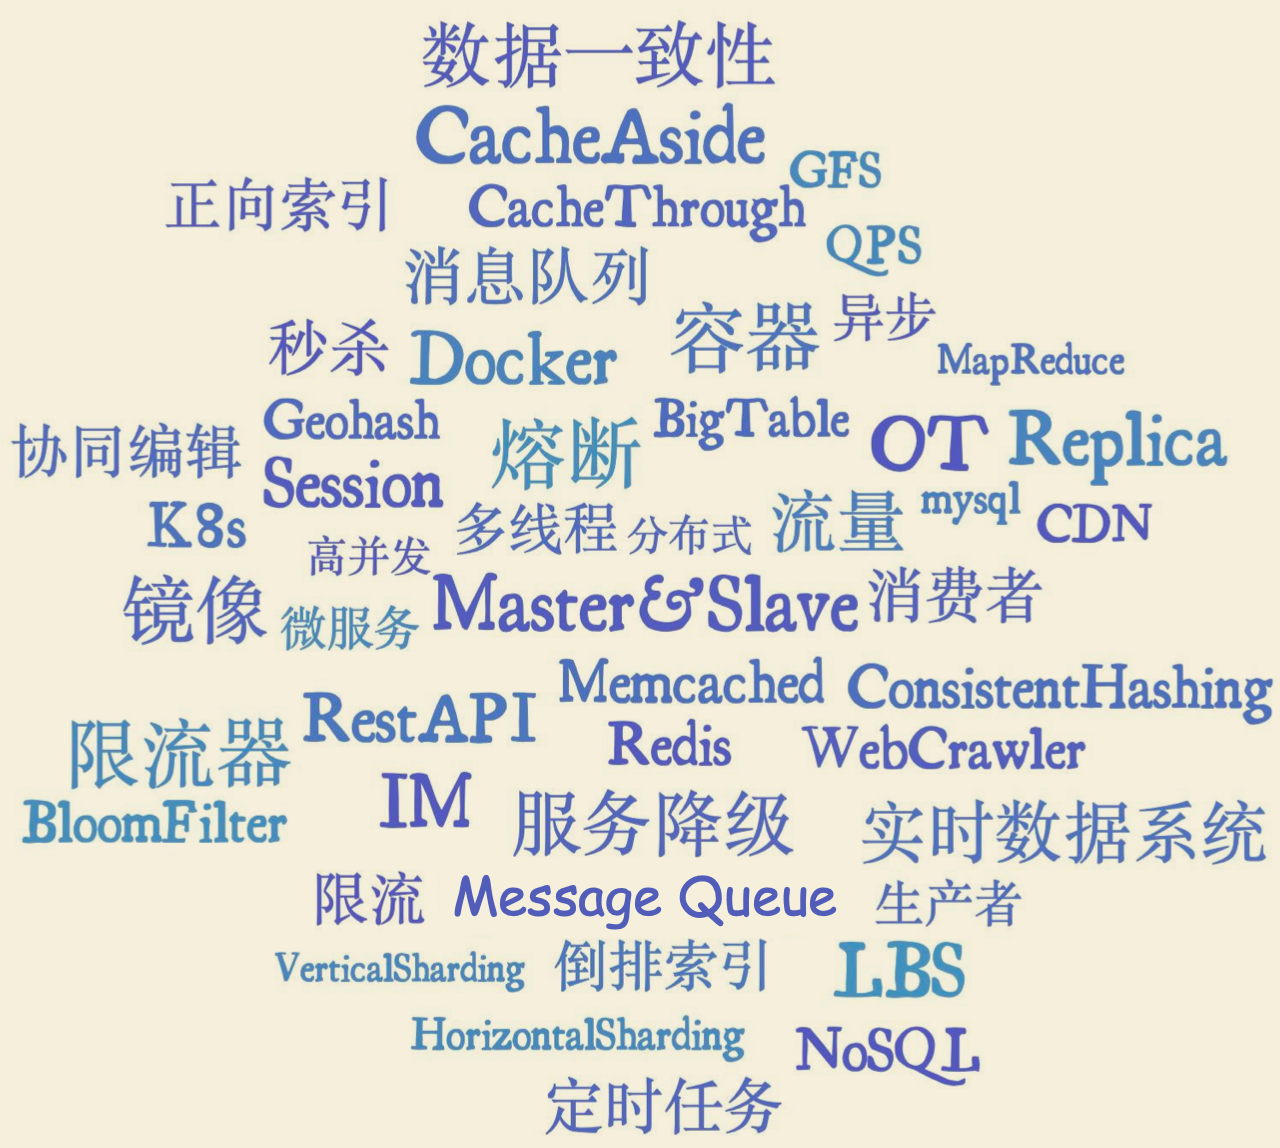 数据一致性
CacheAside
GFS
正向索引
CacheThrough
QPS
消息队列
容器
异步
秒杀
Docker
MapReduce
Geohash
BigTable
协同编辑
熔断
OT
Replica
Session
mysql
K8s
多线程
分布式
流量
CDN
高并发
镜像
微服务
Master&Slave
消费者
Memcached
ConsistentHashing
RestAPI
限流器
Redis
WebCrawler
IM
BloomFilter
服务降级
实时数据系统
限流
Message Queue
生产者
VerticalSharding
倒排索引
LBS
HorizontalSharding
NoSQL
定时任务